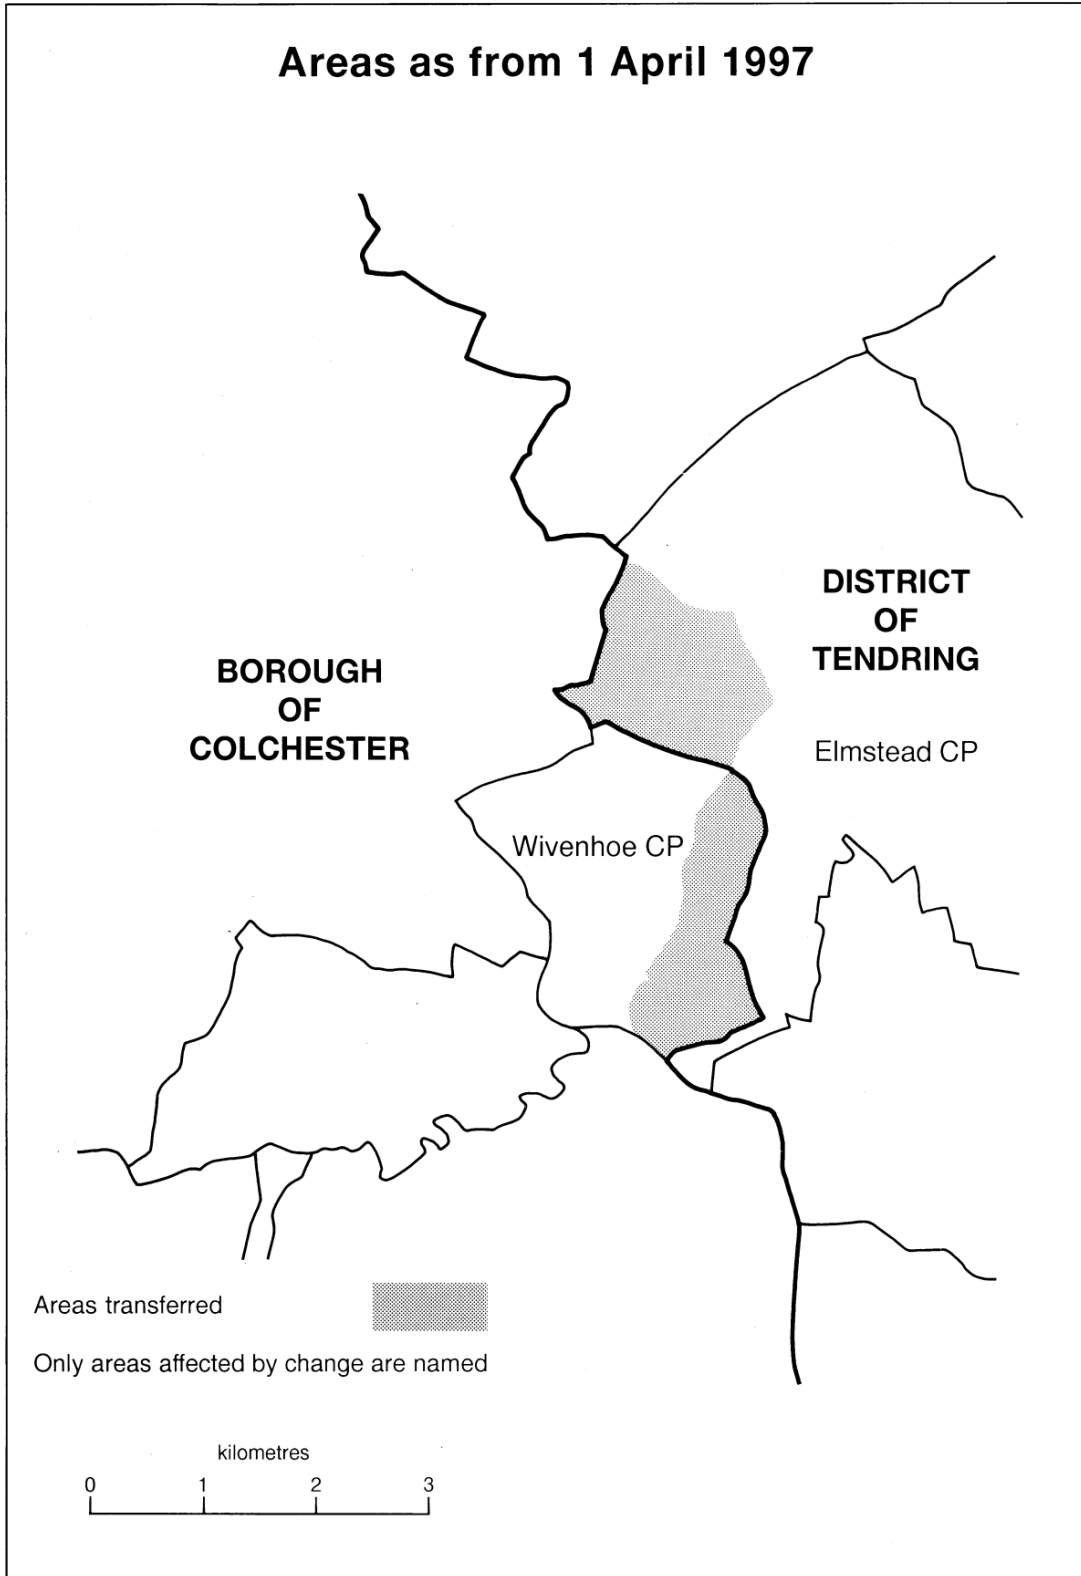 Areas as from 1 April 1997
DISTRICT
OF
TENDRING
BOROUGH
OF
COLCHESTER
Elmstead CP
Wivenhoe CP
Areas transferred
Only areas affected by change are named
kilometres
0 1 2 3